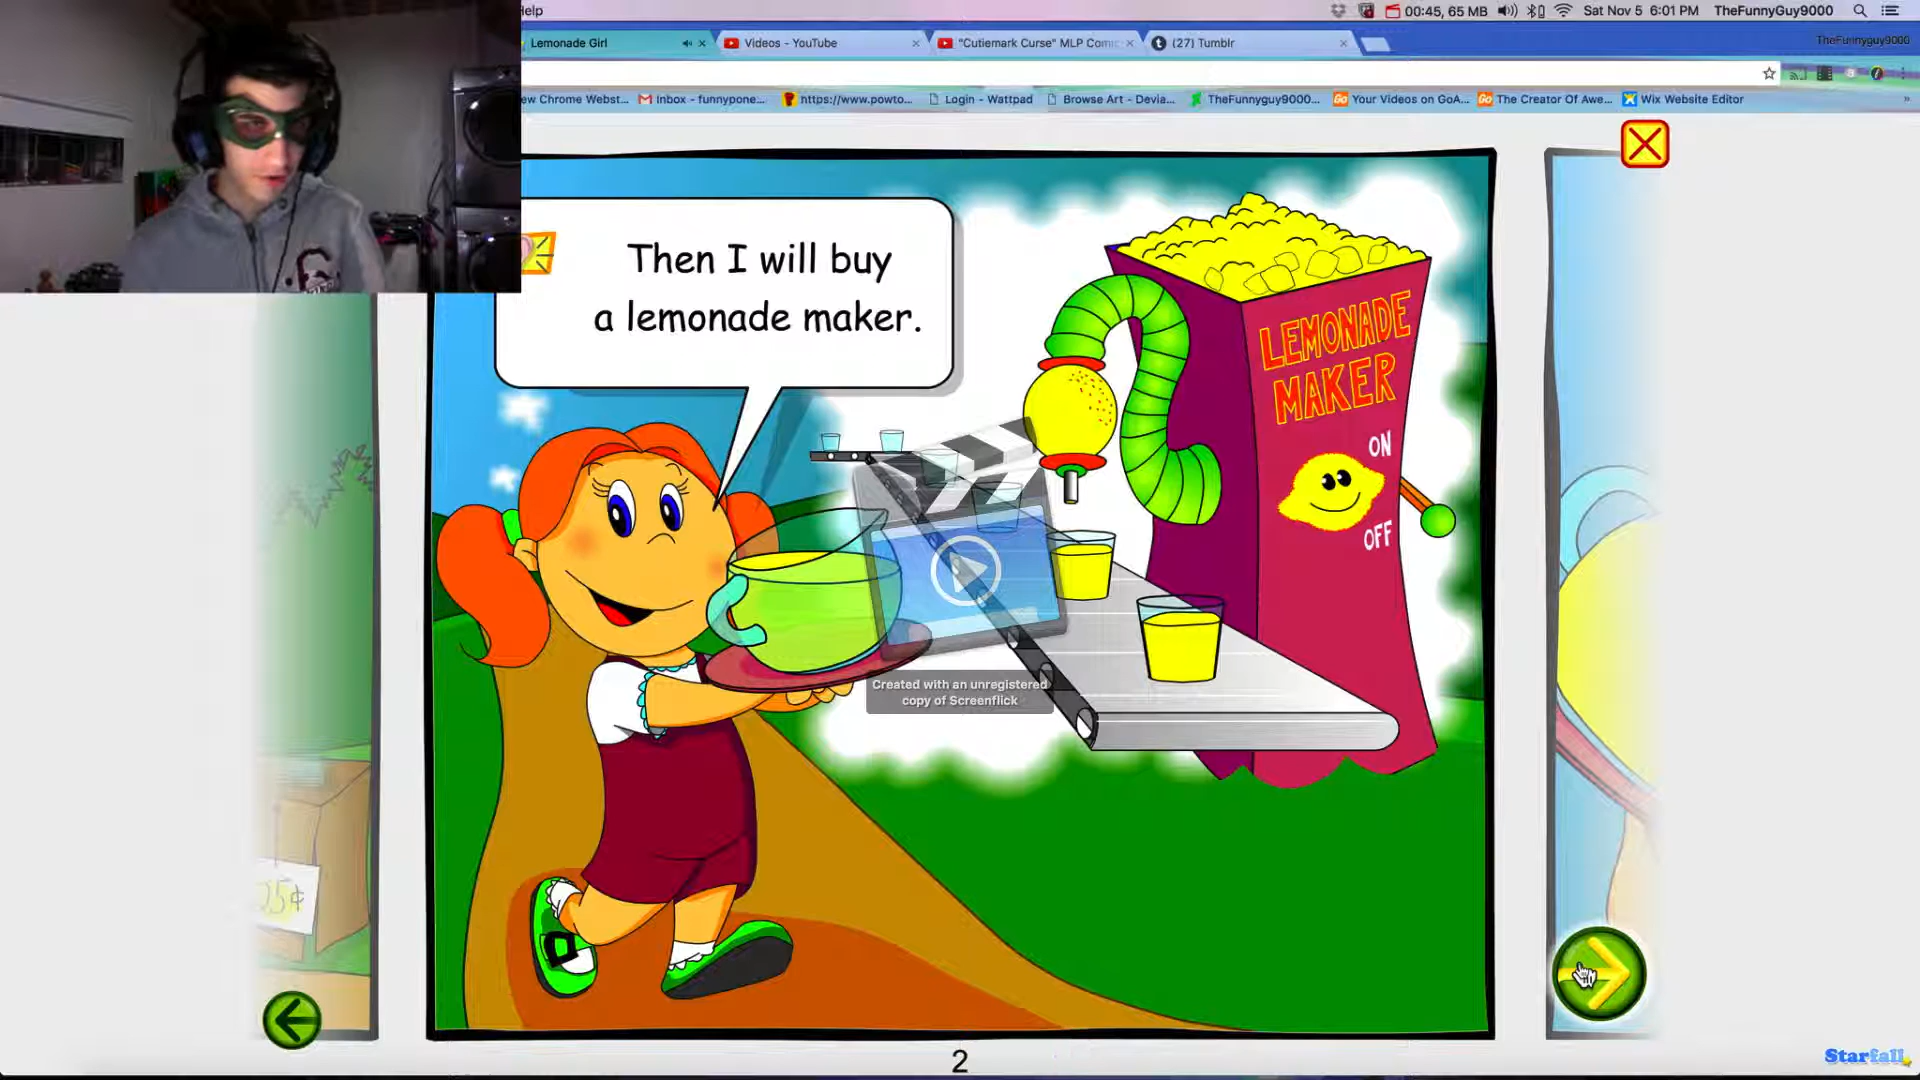 Help
00:45, 65 MB
Sat Nov 5 6:01 PM
TheFunnyGuy9000
Lemonade Girl
Videos - YouTube
"Cutiemark Curse" MLP Comic
(27) Tumblr
TheFunnyguy9000
ew Chrome Webst...
Inbox - funnypone...
https://www.powto...
Login - Wattpad
Browse Art - Devia...
TheFunnyguy9000...
Your Videos on GoA...
The Creator Of Awe...
Wix Website Editor
Then I will buy
a lemonade maker.
LEMONADE
MAKER
ON
OFF
Created with an unregistered
copy of Screenflick
25¢
2
Starfall